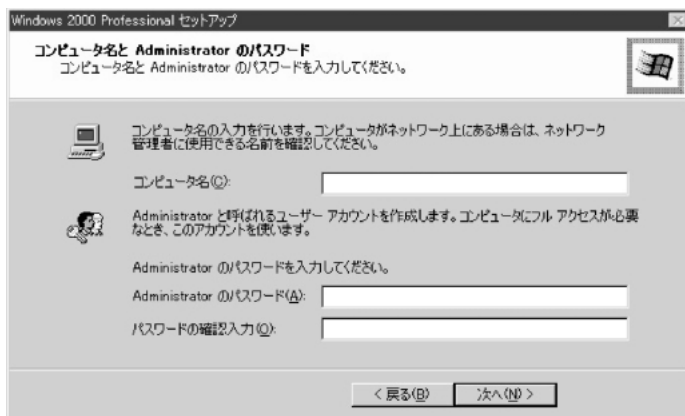 Windows 2000 Professional セットアップ
コンピュータ名と Administrator のパスワード
コンピュータ名と Administrator のパスワードを入力してください。
コンピュータ名の入力を行います。コンピュータがネットワーク上にある場合は、ネットワーク
管理者に使用できる名前を確認してください。
コンピュータ名(C):
Administrator と呼ばれるユーザー アカウントを作成します。コンピュータにフル アクセスが必要
なとき、このアカウントを使います。
Administrator のパスワードを入力してください。
Administrator のパスワード(A):
パスワードの確認入力(O):
< 戻る(B) 次へ(N) >